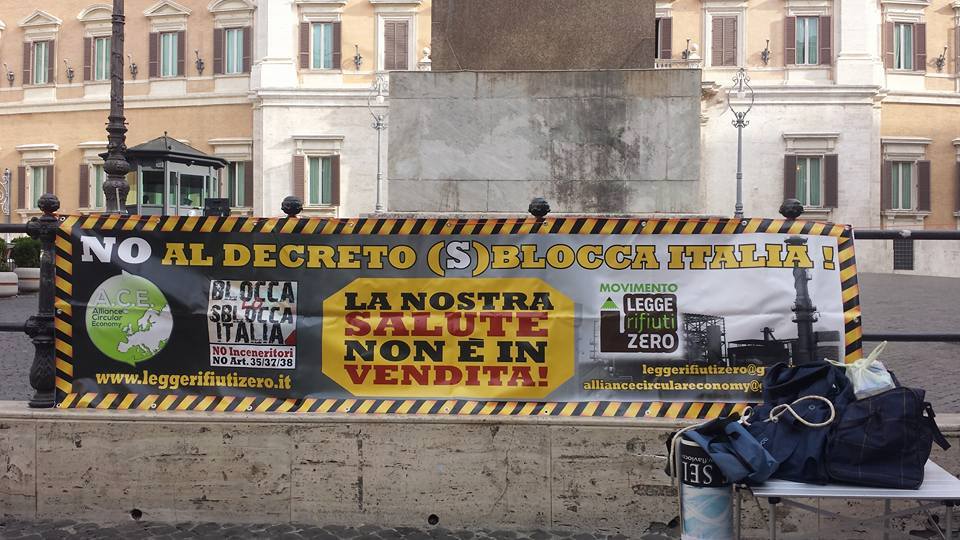 NO AL DECRETO (S)BLOCCA ITALIA !
A.C.E.
Alliance
Circular
Economy
BLOCCA
LO
SBLOCCA
ITALIA
NO Inceneritori
NO Art. 35/37/38
www.leggerifiutizero.it
LA NOSTRA
SALUTE
NON È IN
VENDITA!
MOVIMENTO
LEGGE
rifiuti
ZERO
leggerifiutizero@g
alliancecirculareconomy@g
SEI